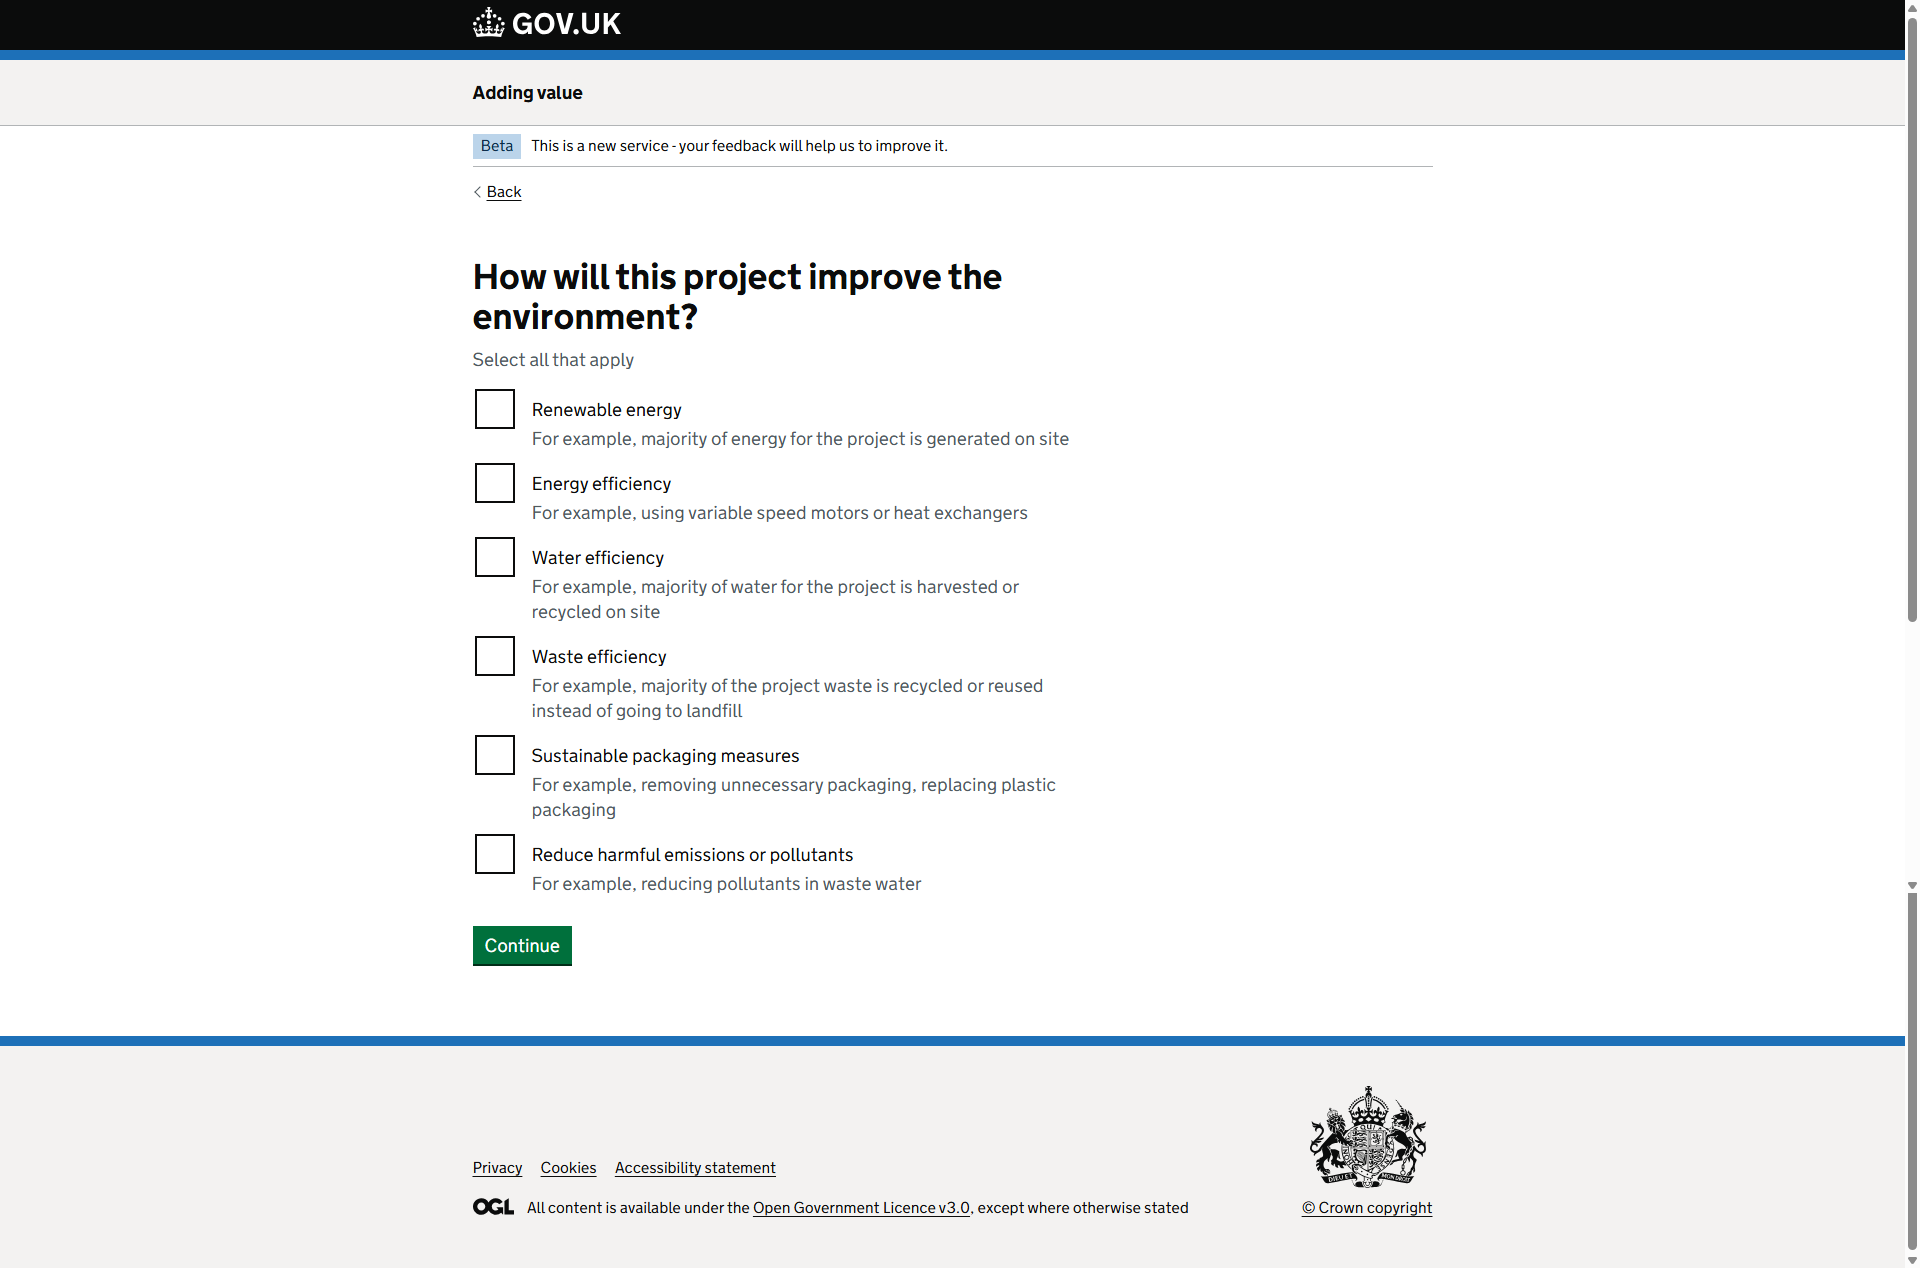 GOV.UK
Adding value
Beta This is a new service - your feedback will help us to improve it.
Back
How will this project improve the
environment?
Select all that apply
Renewable energy
For example, majority of energy for the project is generated on site
Energy efficiency
For example, using variable speed motors or heat exchangers
Water efficiency
For example, majority of water for the project is harvested or
recycled on site
Waste efficiency
For example, majority of the project waste is recycled or reused
instead of going to landfill
Sustainable packaging measures
For example, removing unnecessary packaging, replacing plastic
packaging
Reduce harmful emissions or pollutants
For example, reducing pollutants in waste water
Continue
Privacy Cookies Accessibility statement
OGL All content is available under the Open Government Licence v3.0, except where otherwise stated
© Crown copyright